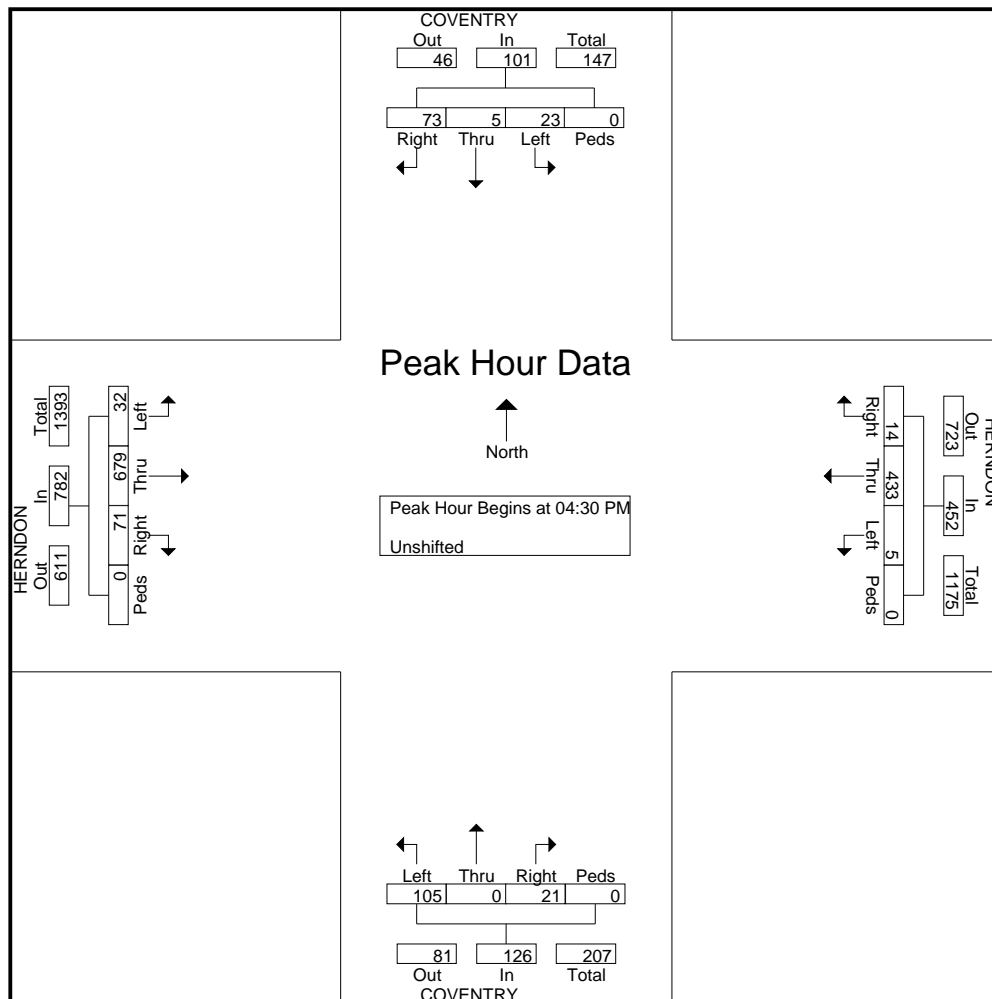 COVENTRY
Out In Total
46 101 147
73 5 23 0
Right Thru Left Peds
Peak Hour Data
North
Peak Hour Begins at 04:30 PM
Unshifted
HERNDON
Out In Total
611 782 1393
Left Thru Right Peds
32 679 71 0
HERNDON
Out In Total
723 452 1175
Right Thru Left Peds
14 433 5 0
Left Thru Right Peds
105 0 21 0
81 126 207
Out In Total
COVENTRY